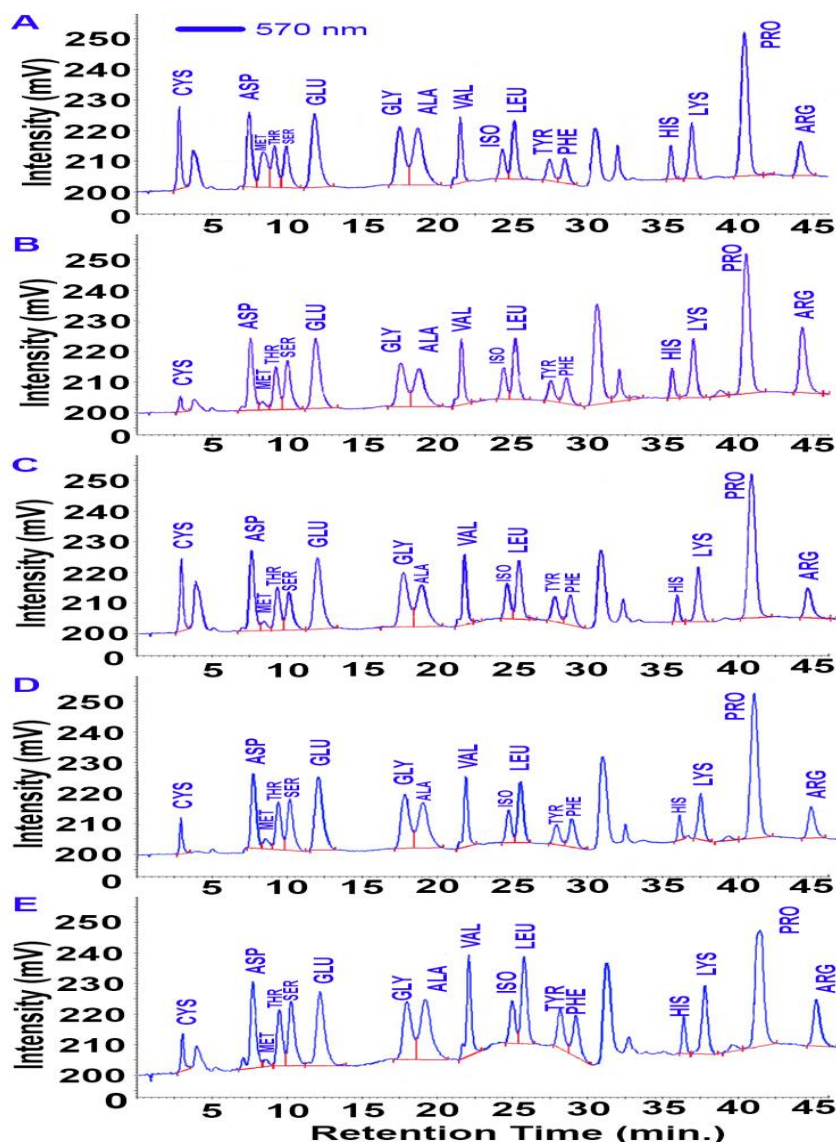 A
570 nm
Intensity (mV)
250
240
230
220
210
200
0
CYS ASP MET THR SER GLU GLY ALA VAL ISO LEU TYR PHE HIS LYS PRO ARG
5 10 15 20 25 30 35 40 45
B
Intensity (mV)
250
240
230
220
210
200
0
CYS ASP MET THR SER GLU GLY ALA VAL ISO LEU TYR PHE HIS LYS PRO ARG
5 10 15 20 25 30 35 40 45
C
Intensity (mV)
250
240
230
220
210
200
0
CYS ASP MET THR SER GLU GLY ALA VAL ISO LEU TYR PHE HIS LYS PRO ARG
5 10 15 20 25 30 35 40 45
D
Intensity (mV)
250
240
230
220
210
200
0
CYS ASP MET THR SER GLU GLY ALA VAL ISO LEU TYR PHE HIS LYS PRO ARG
5 10 15 20 25 30 35 40 45
E
Intensity (mV)
250
240
230
220
210
200
0
CYS ASP MET THR SER GLU GLY ALA VAL ISO LEU TYR PHE HIS LYS PRO ARG
5 10 15 20 25 30 35 40 45
Retention Time (min.)